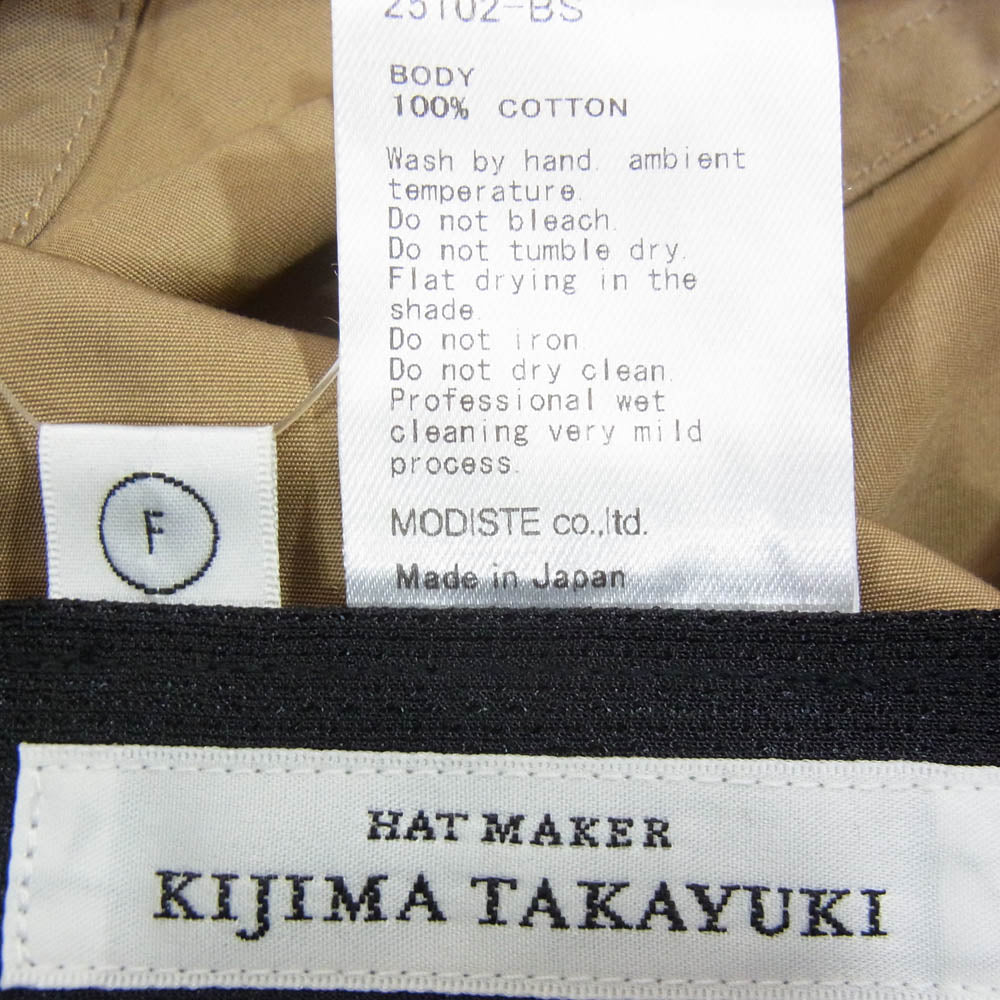 25102-BS
BODY
100% COTTON
Wash by hand. ambient
temperature.
Do not bleach.
Do not tumble dry.
Flat drying in the
shade.
Do not iron.
Do not dry clean.
Professional wet
cleaning very mild
process.
MODISTE co.,ltd.
Made in Japan
F
HAT MAKER
KIJIMA TAKAYUKI